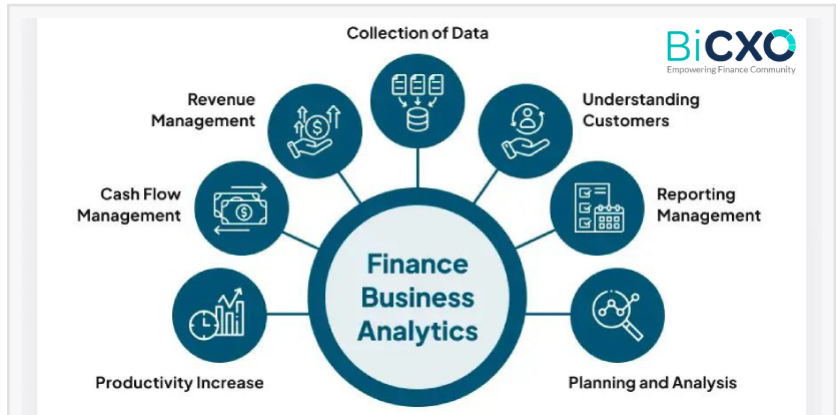 Collection of Data
BiCXO
Empowering Finance Community
Revenue
Management
Understanding
Customers
Cash Flow
Management
Reporting
Management
Finance
Business
Analytics
Productivity Increase
Planning and Analysis